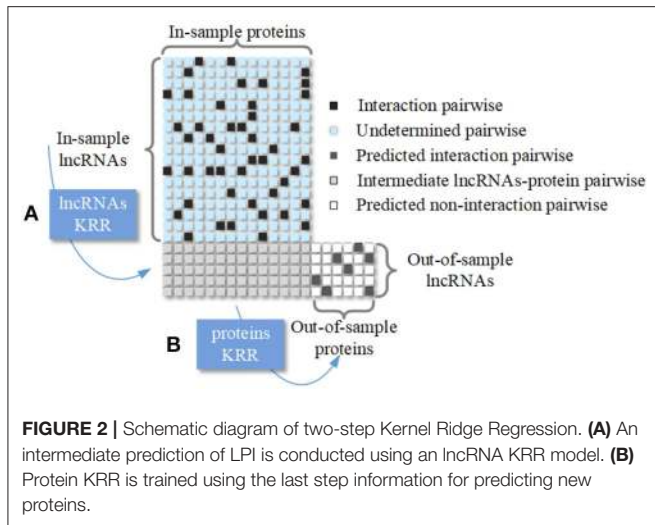 In-sample proteins
In-sample
lncRNAs
A
lncRNAs
KRR
Interaction pairwise
Undetermined pairwise
Predicted interaction pairwise
Intermediate lncRNAs-protein pairwise
Predicted non-interaction pairwise
Out-of-sample
lncRNAs
B
proteins
KRR
Out-of-sample
proteins
FIGURE 2 | Schematic diagram of two-step Kernel Ridge Regression. (A) An
intermediate prediction of LPI is conducted using an lncRNA KRR model. (B)
Protein KRR is trained using the last step information for predicting new
proteins.